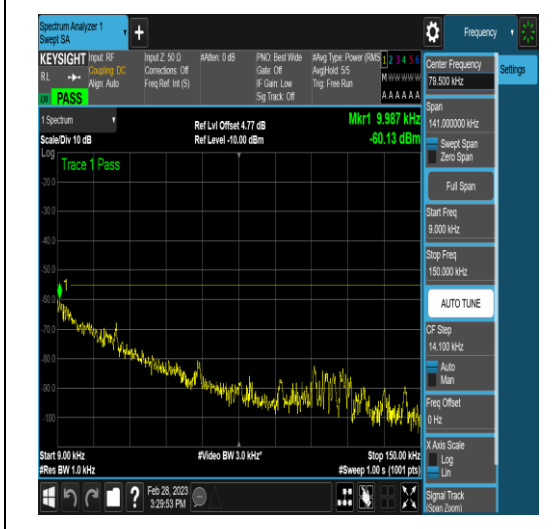 Spectrum Analyzer 1
Swept SA
+
Frequency
KEYSIGHT
RL
PASS
Input: RF
Coupling: DC
Align: Auto
Input Z: 50 Ω
Corrections: Off
Freq Ref: Int (S)
#Atten: 0 dB
PNO: Best Wide
Gate: Off
IF Gain: Low
Sig Track: Off
#Avg Type: Power (RMS
Avg|Hold: 5/5
Trig: Free Run
1 2 3 4 5 6
M W W W W W
A A A A A A
1 Spectrum
Scale/Div 10 dB
Ref Lvl Offset 4.77 dB
Ref Level -10.00 dBm
Mkr1 9.987 kHz
-60.13 dBm
Log
Trace 1 Pass
-20.0
-30.0
-40.0
-50.0
1
-60.0
-70.0
-80.0
-90.0
-100
Start 9.00 kHz
#Res BW 1.0 kHz
#Video BW 3.0 kHz*
Stop 150.00 kHz
#Sweep 1.00 s (1001 pts)
?
Feb 28, 2023
3:29:53 PM
Center Frequency
79.500 kHz
Settings
Span
141.000000 kHz
Swept Span
Zero Span
Full Span
Start Freq
9.000 kHz
Stop Freq
150.000 kHz
AUTO TUNE
CF Step
14.100 kHz
Auto
Man
Freq Offset
0 Hz
X Axis Scale
Log
Lin
Signal Track
(Span Zoom)